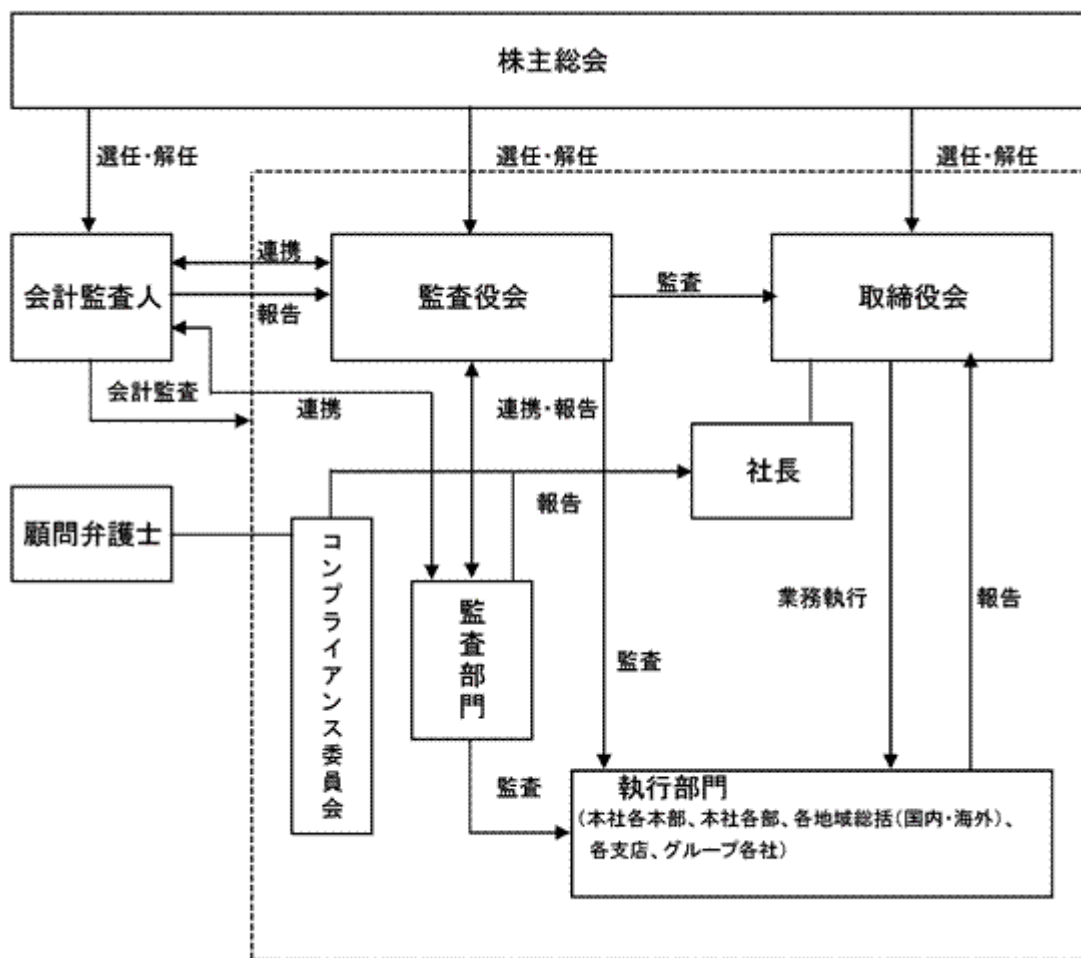 株主総会
選任・解任
選任・解任
選任・解任
会計監査人
連携
報告
監査役会
監査
取締役会
会計監査
連携
連携・報告
社長
報告
顧問弁護士
コンプライアンス委員会
監査部門
監査
業務執行
報告
監査
執行部門
(本社各本部、本社各部、各地域総括(国内・海外)、
各支店、グループ各社)